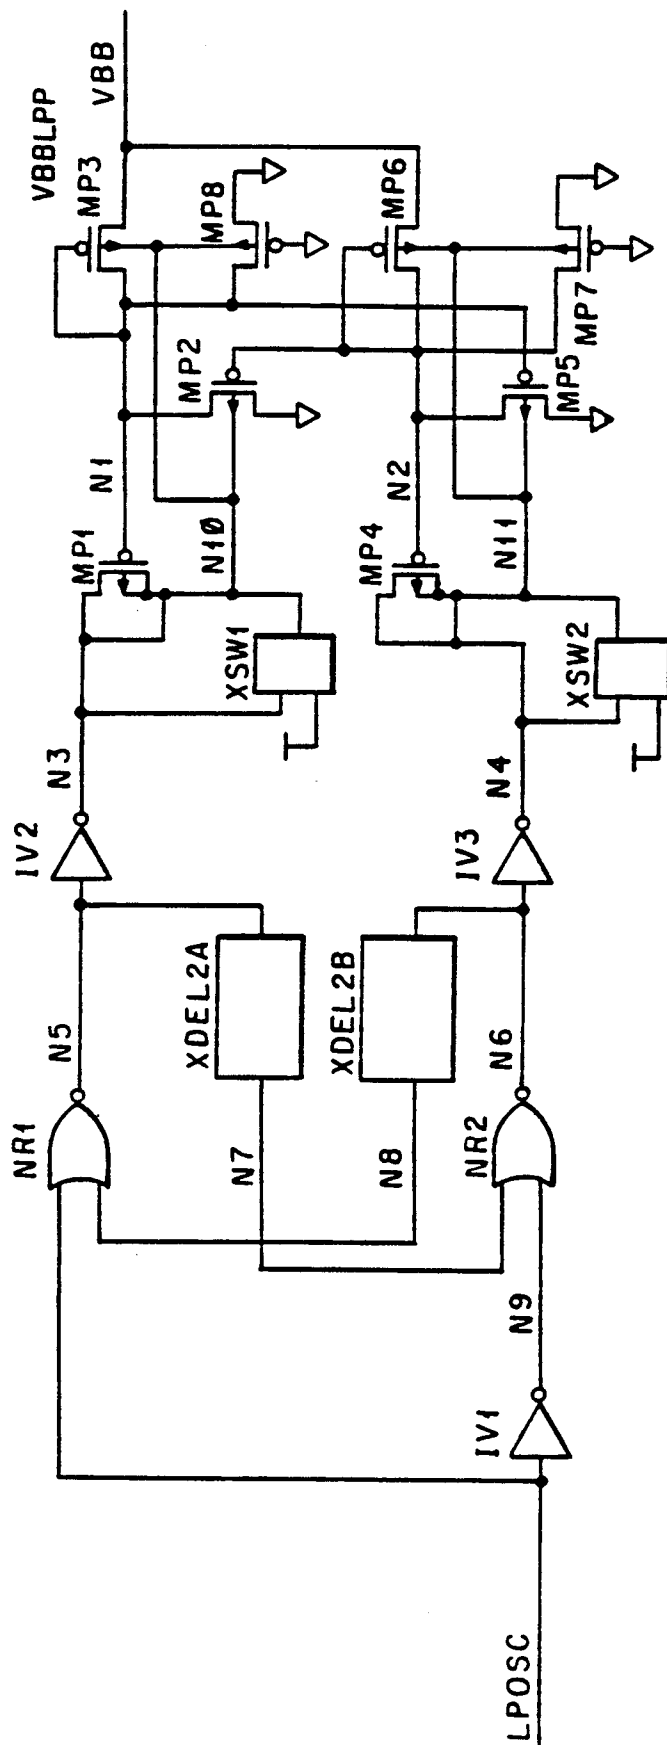 LPOSC
IV1
N9
NR1
NR2
N7
N8
N5
N6
XDEL2A
XDEL2B
IV2
IV3
N3
N4
XSW1
XSW2
MP1
MP4
N10
N11
N1
N2
MP2
MP5
MP3
MP8
MP6
MP7
VBBLPP
VBB